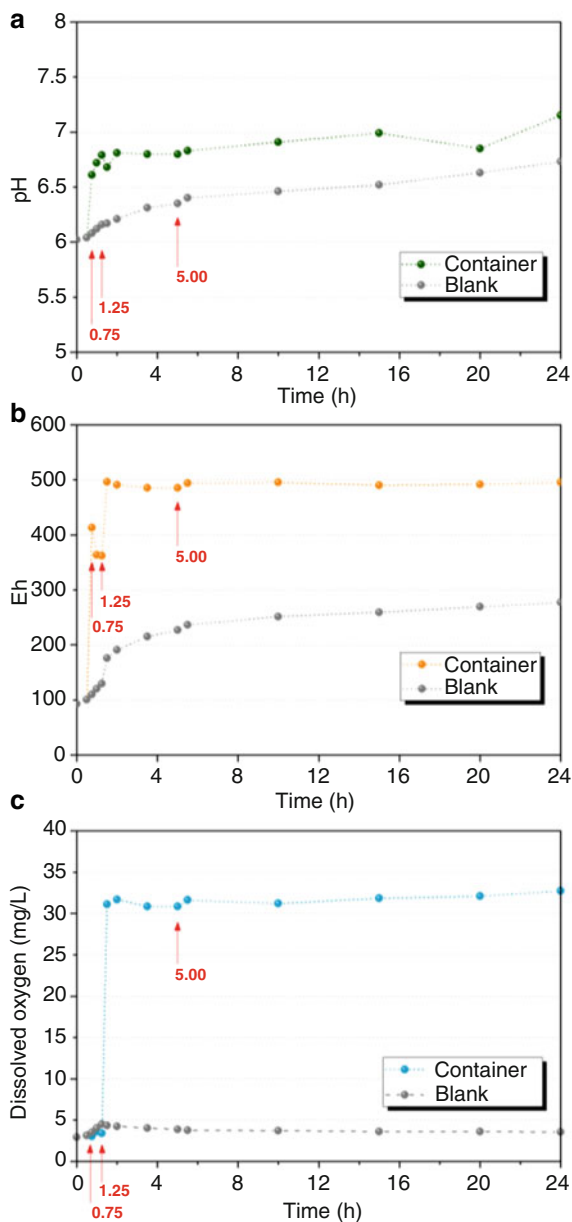 a
8
7.5
7
6.5
6
5.5
5
pH
5.00
1.25
0.75
Container
Blank
0 4 8 12 16 20 24
Time (h)
b
600
500
400
300
200
100
0
Eh
5.00
1.25
0.75
Container
Blank
0 4 8 12 16 20 24
Time (h)
c
40
35
30
25
20
15
10
5
0
Dissolved oxygen (mg/L)
5.00
Container
Blank
0 4 8 12 16 20 24
1.25
0.75
Time (h)